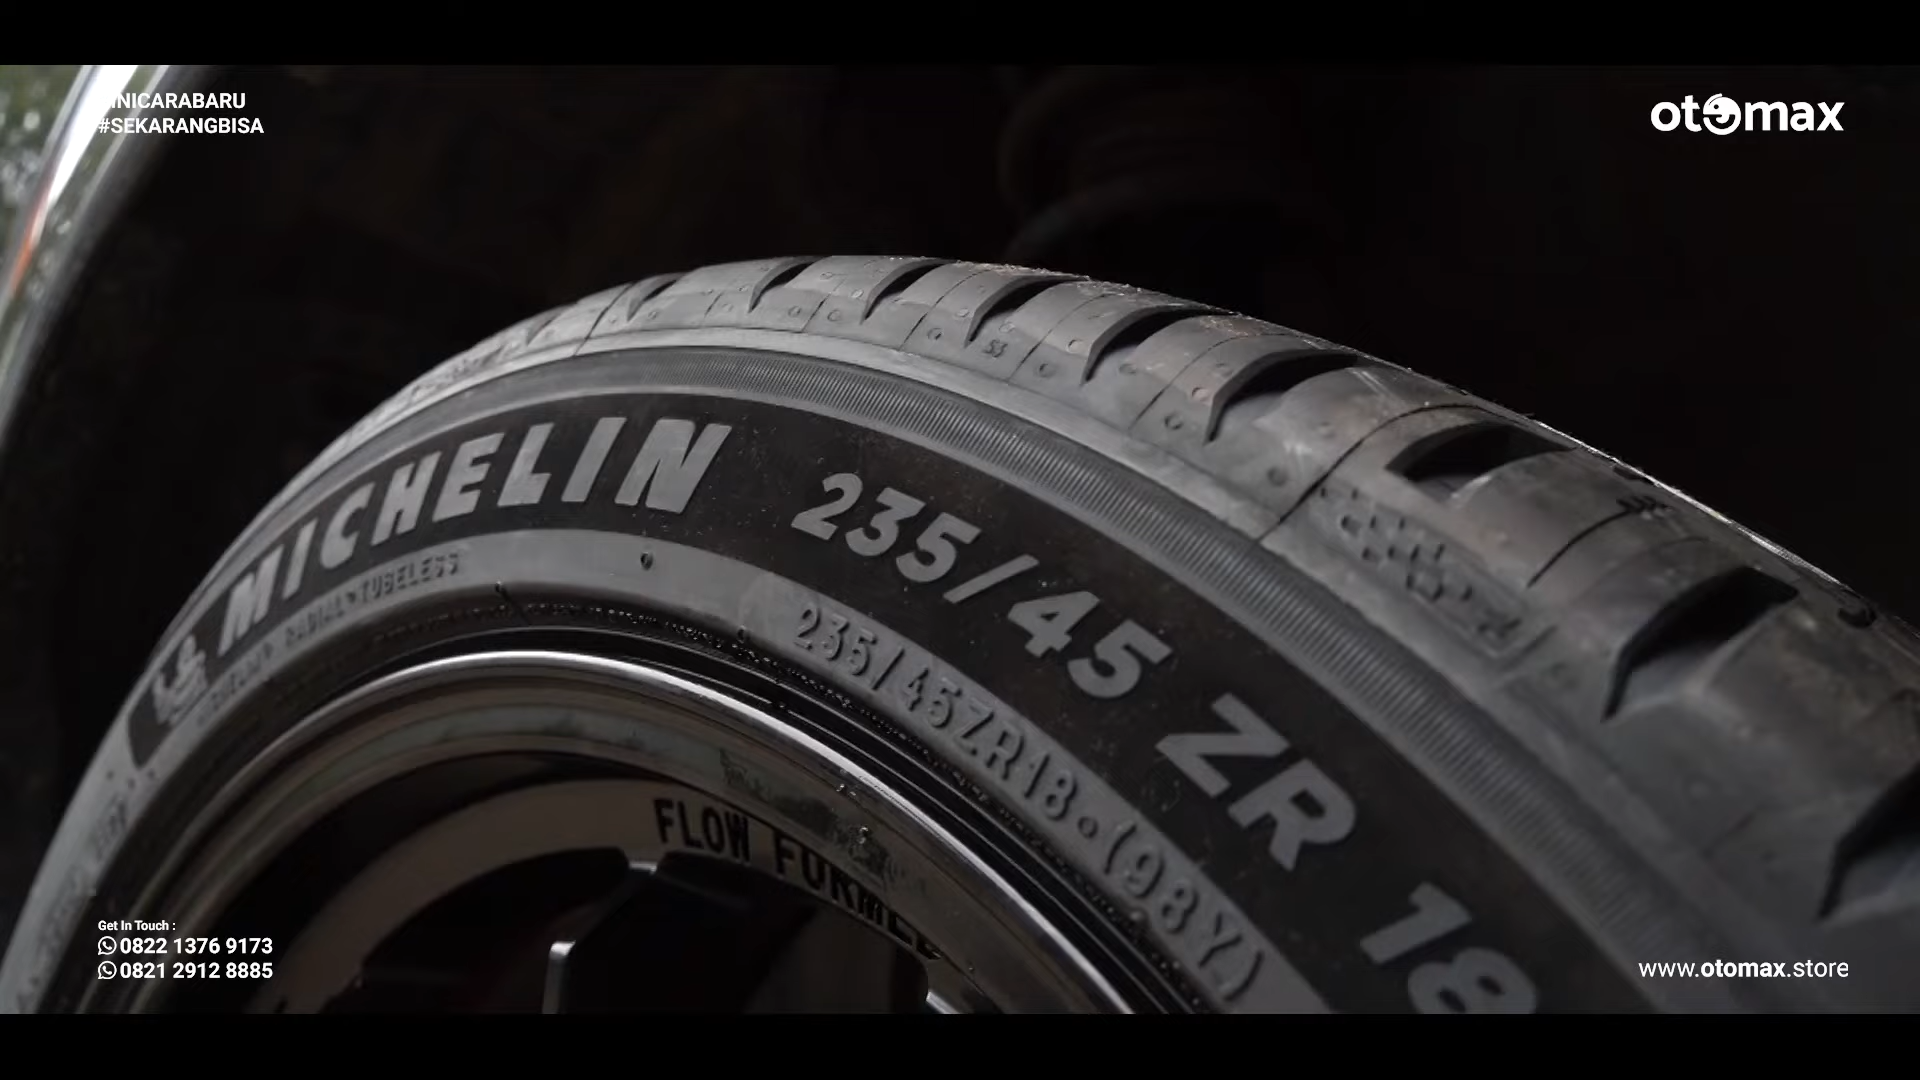 INICARABARU
#SEKARANGBISA
otomax
MICHELIN 235/45 ZR 18
RADIAL TUBELESS
235/45ZR18 (98Y)
53
FLOW FORMED
Get In Touch :
0822 1376 9173
0821 2912 8885
www.otomax.store